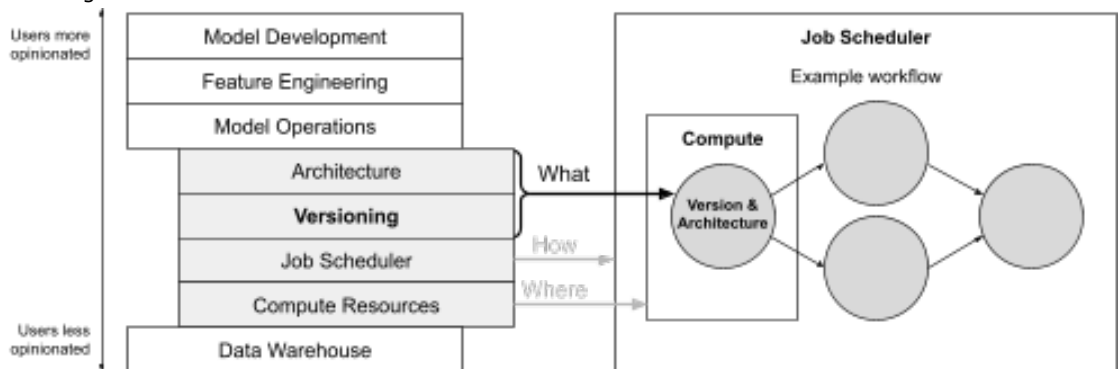 Users more
opinionated
Model Development
Feature Engineering
Model Operations
Architecture
Versioning
Job Scheduler
Compute Resources
Data Warehouse
Users less
opinionated
What
How
Where
Job Scheduler
Example workflow
Compute
Version &
Architecture